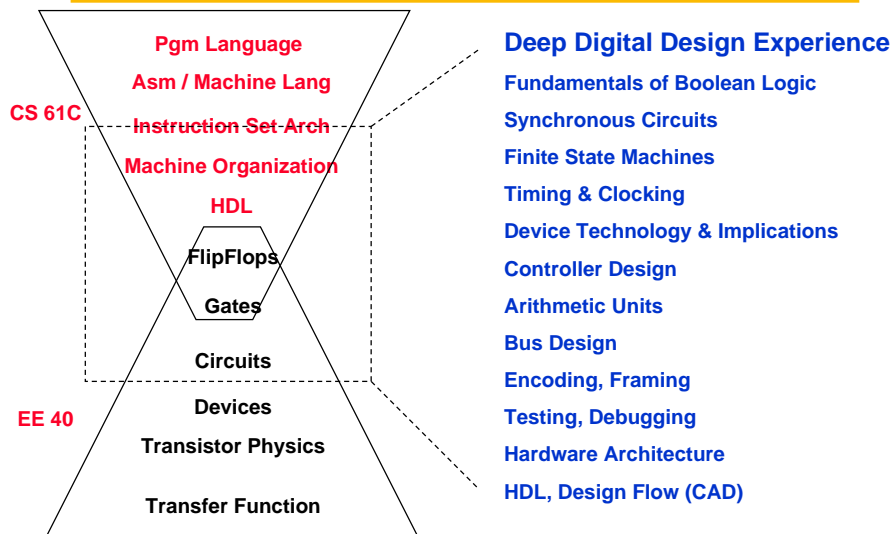 Pgm Language
Asm / Machine Lang
CS 61C
Instruction Set Arch
Machine Organization
HDL
FlipFlops
Gates
Circuits
Devices
EE 40
Transistor Physics
Transfer Function
Deep Digital Design Experience
Fundamentals of Boolean Logic
Synchronous Circuits
Finite State Machines
Timing & Clocking
Device Technology & Implications
Controller Design
Arithmetic Units
Bus Design
Encoding, Framing
Testing, Debugging
Hardware Architecture
HDL, Design Flow (CAD)